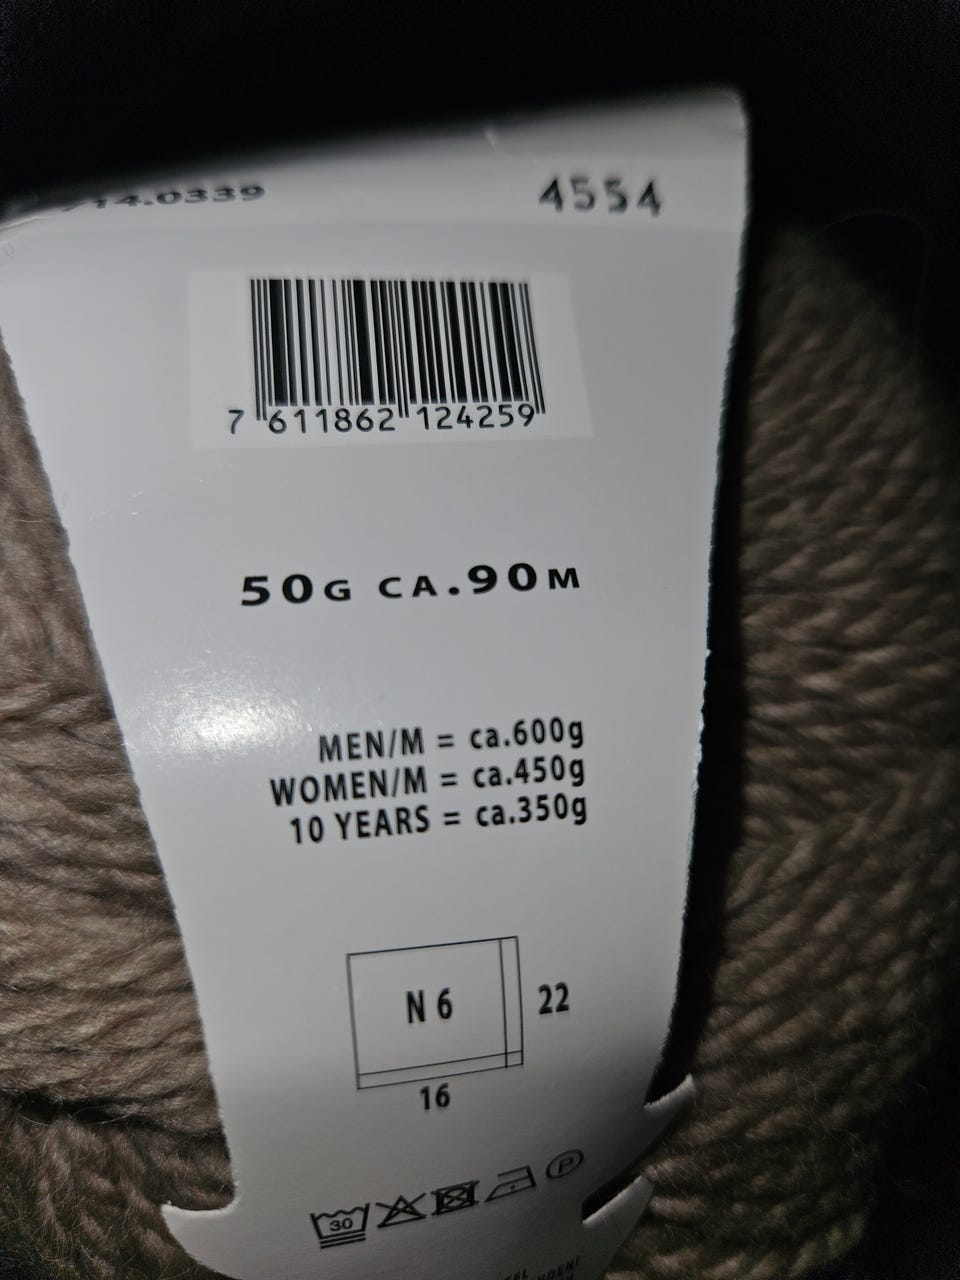 14.0339 4554
7 611862 124259
50G CA.90M
MEN/M = ca.600g
WOMEN/M = ca.450g
10 YEARS = ca.350g
N 6
22
16
30
P